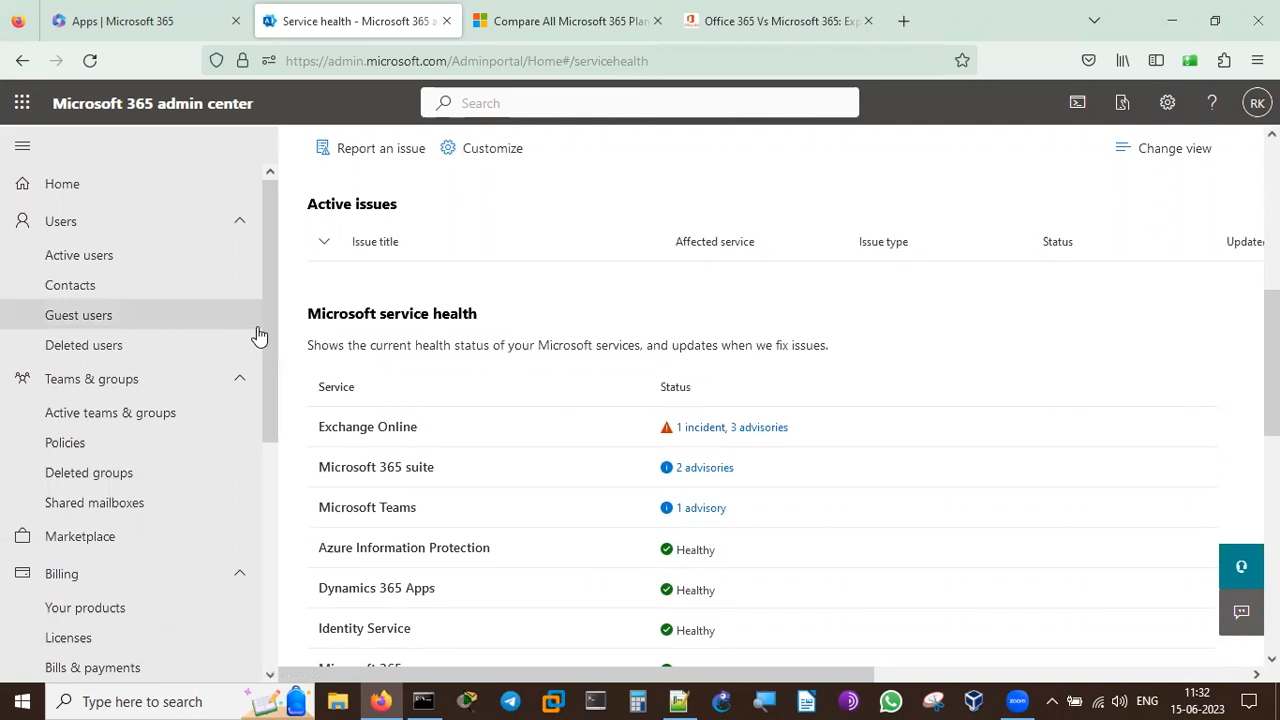 Apps | Microsoft 365
Service health - Microsoft 365 a
Compare All Microsoft 365 Plan
Office 365 Vs Microsoft 365: Exp
https://admin.microsoft.com/Adminportal/Home#/servicehealth
Microsoft 365 admin center
Search
RK
Report an issue
Customize
Change view
Home
Users
Active users
Contacts
Guest users
Deleted users
Teams & groups
Active teams & groups
Policies
Deleted groups
Shared mailboxes
Marketplace
Billing
Your products
Licenses
Bills & payments
Active issues
Issue title Affected service Issue type Status Update
Microsoft service health
Shows the current health status of your Microsoft services, and updates when we fix issues.
Service Status
Exchange Online 1 incident, 3 advisories
Microsoft 365 suite 2 advisories
Microsoft Teams 1 advisory
Azure Information Protection Healthy
Dynamics 365 Apps Healthy
Identity Service Healthy
Microsoft 365
Type here to search
zoom
ENG
11:32
15-06-2023